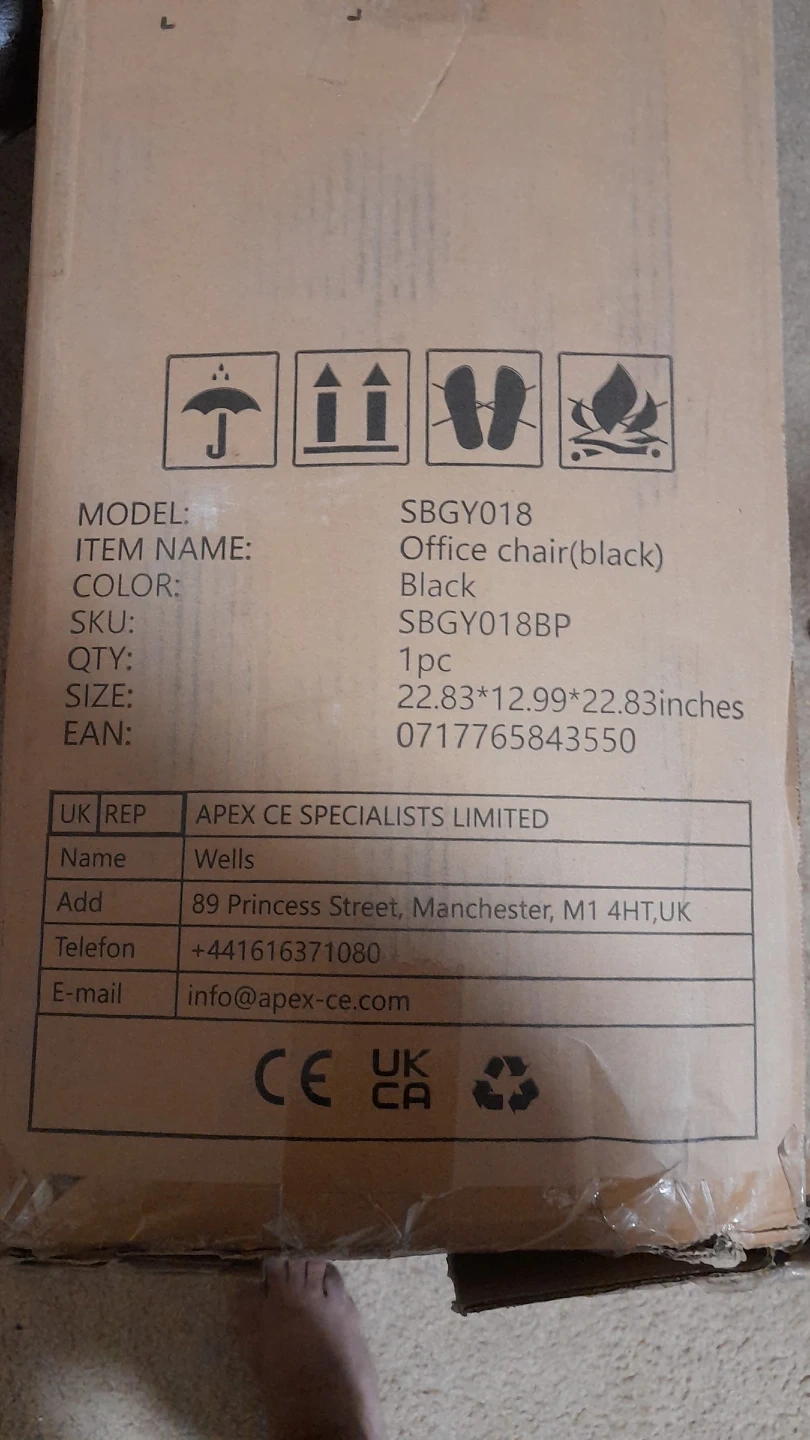 MODEL: SBGY018
ITEM NAME: Office chair(black)
COLOR: Black
SKU: SBGY018BP
QTY: 1pc
SIZE: 22.83*12.99*22.83inches
EAN: 0717765843550
UK REP APEX CE SPECIALISTS LIMITED
Name Wells
Add 89 Princess Street, Manchester, M1 4HT,UK
Telefon +441616371080
E-mail info@apex-ce.com
CE UK
CA